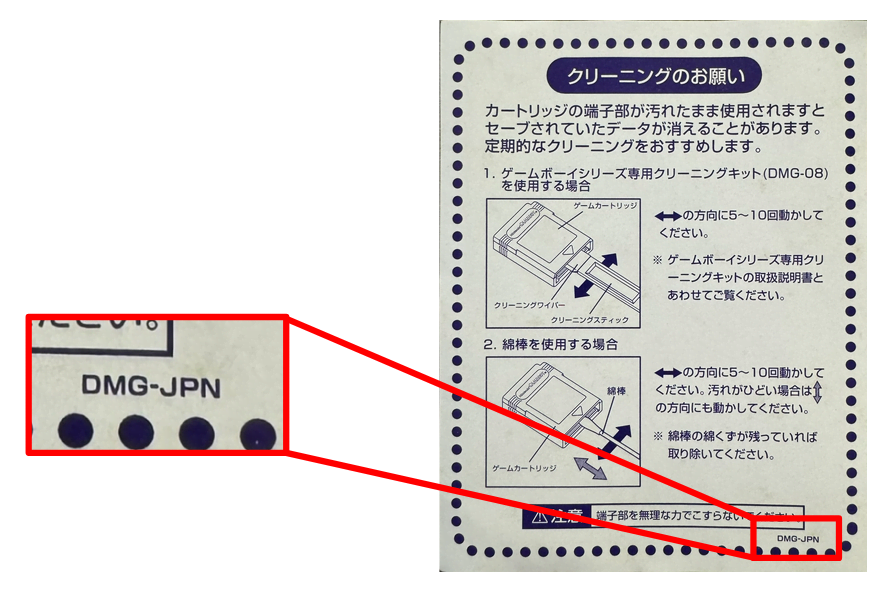 クリーニングのお願い
カートリッジの端子部が汚れたまま使用されますと
セーブされていたデータが消えることがあります。
定期的なクリーニングをおすすめします。
1. ゲームボーイシリーズ専用クリーニングキット(DMG-08)
を使用する場合
ゲームカートリッジ
クリーニングワイパー
クリーニングスティック
の方向に5〜10回動かして
ください。
※ ゲームボーイシリーズ専用クリ
ーニングキットの取扱説明書と
あわせてご覧ください。
2. 綿棒を使用する場合
綿棒
ゲームカートリッジ
の方向に5〜10回動かして
ください。汚れがひどい場合は
の方向にも動かしてください。
※ 綿棒の綿くずが残っていれば
取り除いてください。
注意 端子部を無理な力でこすらないでください。
DMG-JPN
ださい。
DMG-JPN